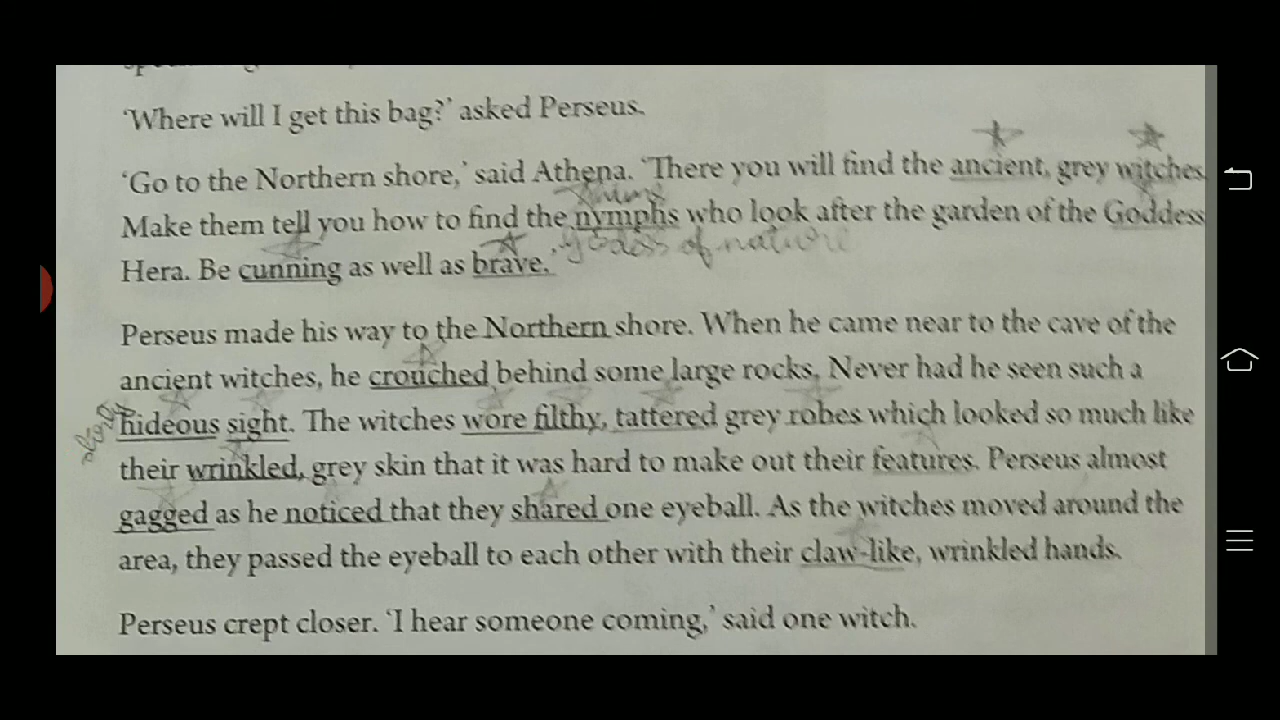 'Where will I get this bag?' asked Perseus.
'Go to the Northern shore,' said Athena. 'There you will find the ancient, grey witches.
Make them tell you how to find the nymphs who look after the garden of the Goddess
godess of nature
Hera. Be cunning as well as brave.'
Perseus made his way to the Northern shore. When he came near to the cave of the
ancient witches, he crouched behind some large rocks. Never had he seen such a
hideous sight. The witches wore filthy, tattered grey robes which looked so much like
their wrinkled, grey skin that it was hard to make out their features. Perseus almost
gagged as he noticed that they shared one eyeball. As the witches moved around the
area, they passed the eyeball to each other with their claw-like, wrinkled hands.
Perseus crept closer. 'I hear someone coming,' said one witch.